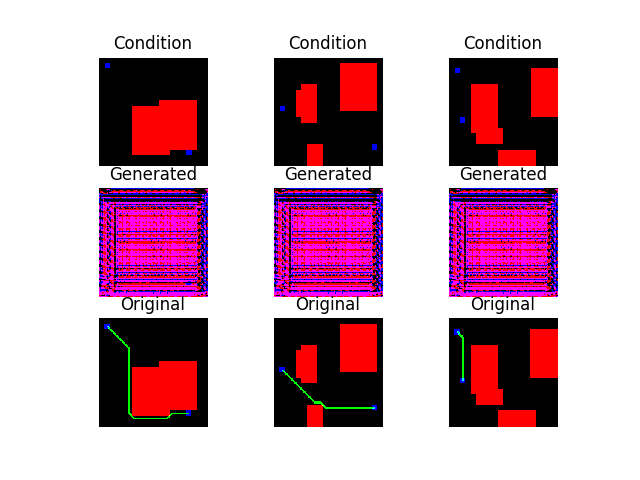 Condition
Condition
Condition
Generated
Generated
Generated
Original
Original
Original